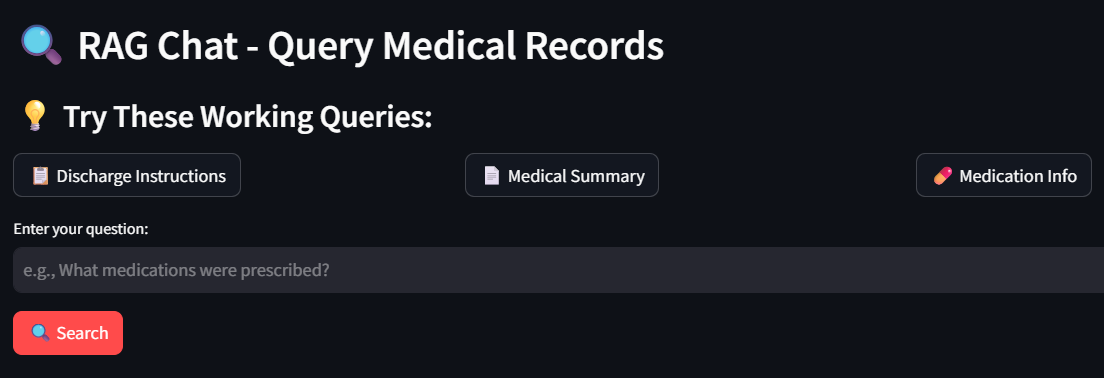 RAG Chat - Query Medical Records
Try These Working Queries:
Discharge Instructions
Medical Summary
Medication Info
Enter your question:
e.g., What medications were prescribed?
Search